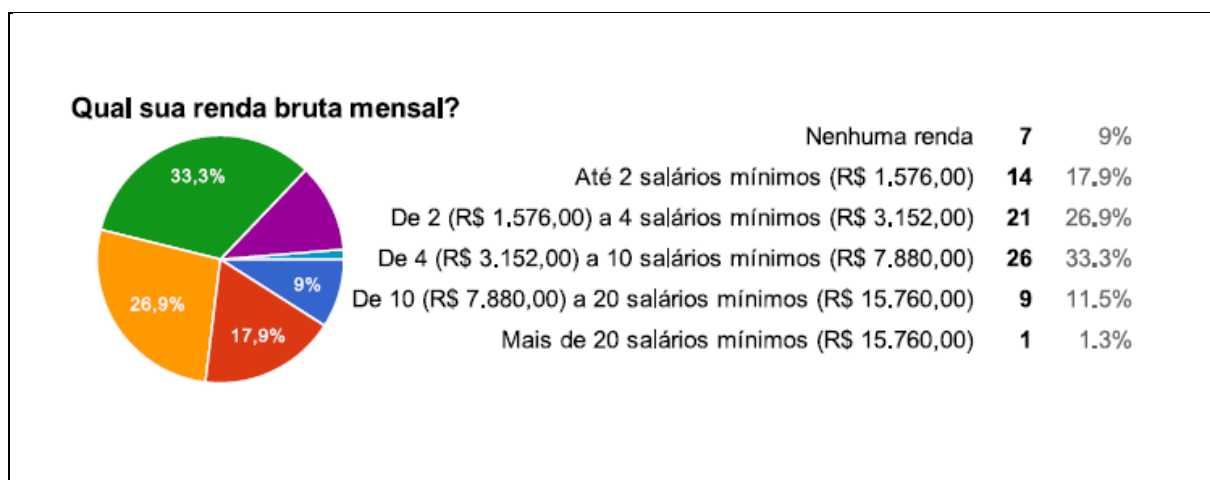 Qual sua renda bruta mensal?
Nenhuma renda 7 9%
Até 2 salários mínimos (R$ 1.576,00) 14 17.9%
De 2 (R$ 1.576,00) a 4 salários mínimos (R$ 3.152,00) 21 26.9%
De 4 (R$ 3.152,00) a 10 salários mínimos (R$ 7.880,00) 26 33.3%
De 10 (R$ 7.880,00) a 20 salários mínimos (R$ 15.760,00) 9 11.5%
Mais de 20 salários mínimos (R$ 15.760,00) 1 1.3%
33,3%
9%
26,9%
17,9%